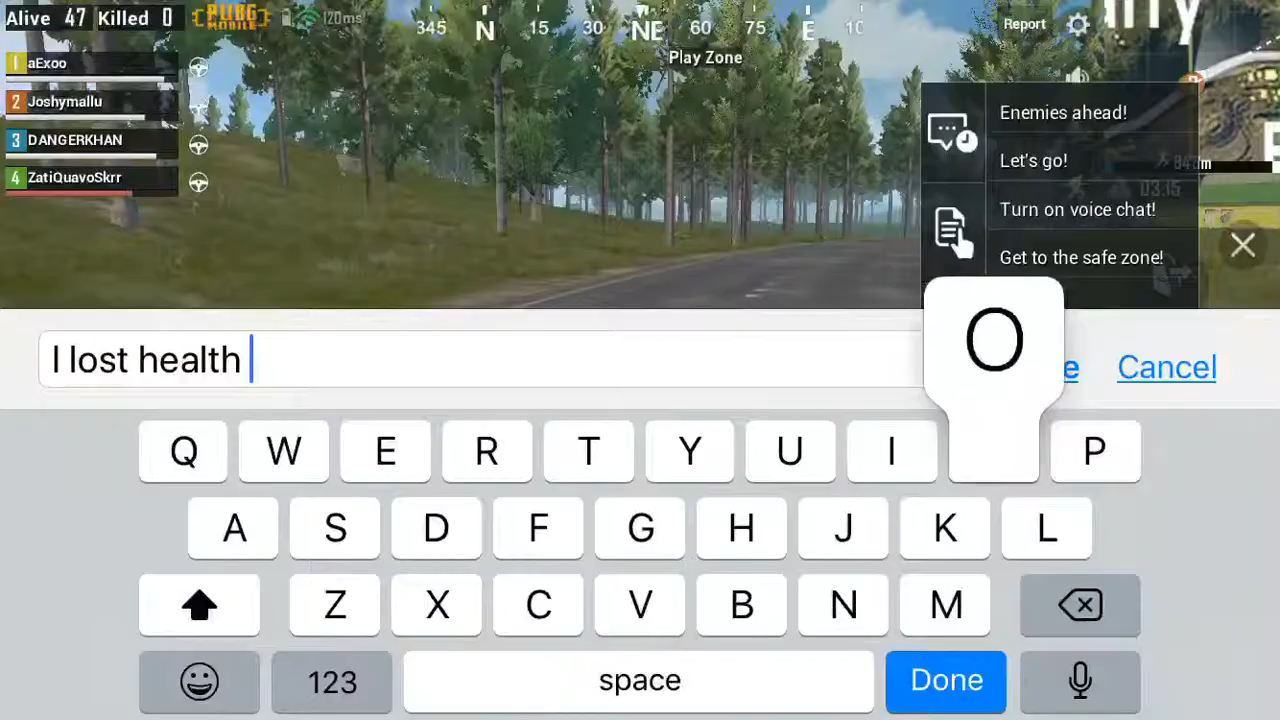 Alive 47 Killed 0
PUBG MOBILE
120ms
345 N 15 30 NE 60 75 E
Play Zone
Report
1 aExoo
2 Joshymallu
3 DANGERKHAN
4 ZatiQuavoSkrr
Enemies ahead!
Let's go!
Turn on voice chat!
Get to the safe zone!
03:15
I lost health
Cancel
O
Q W E R T Y U I P
A S D F G H J K L
Z X C V B N M
123 space Done